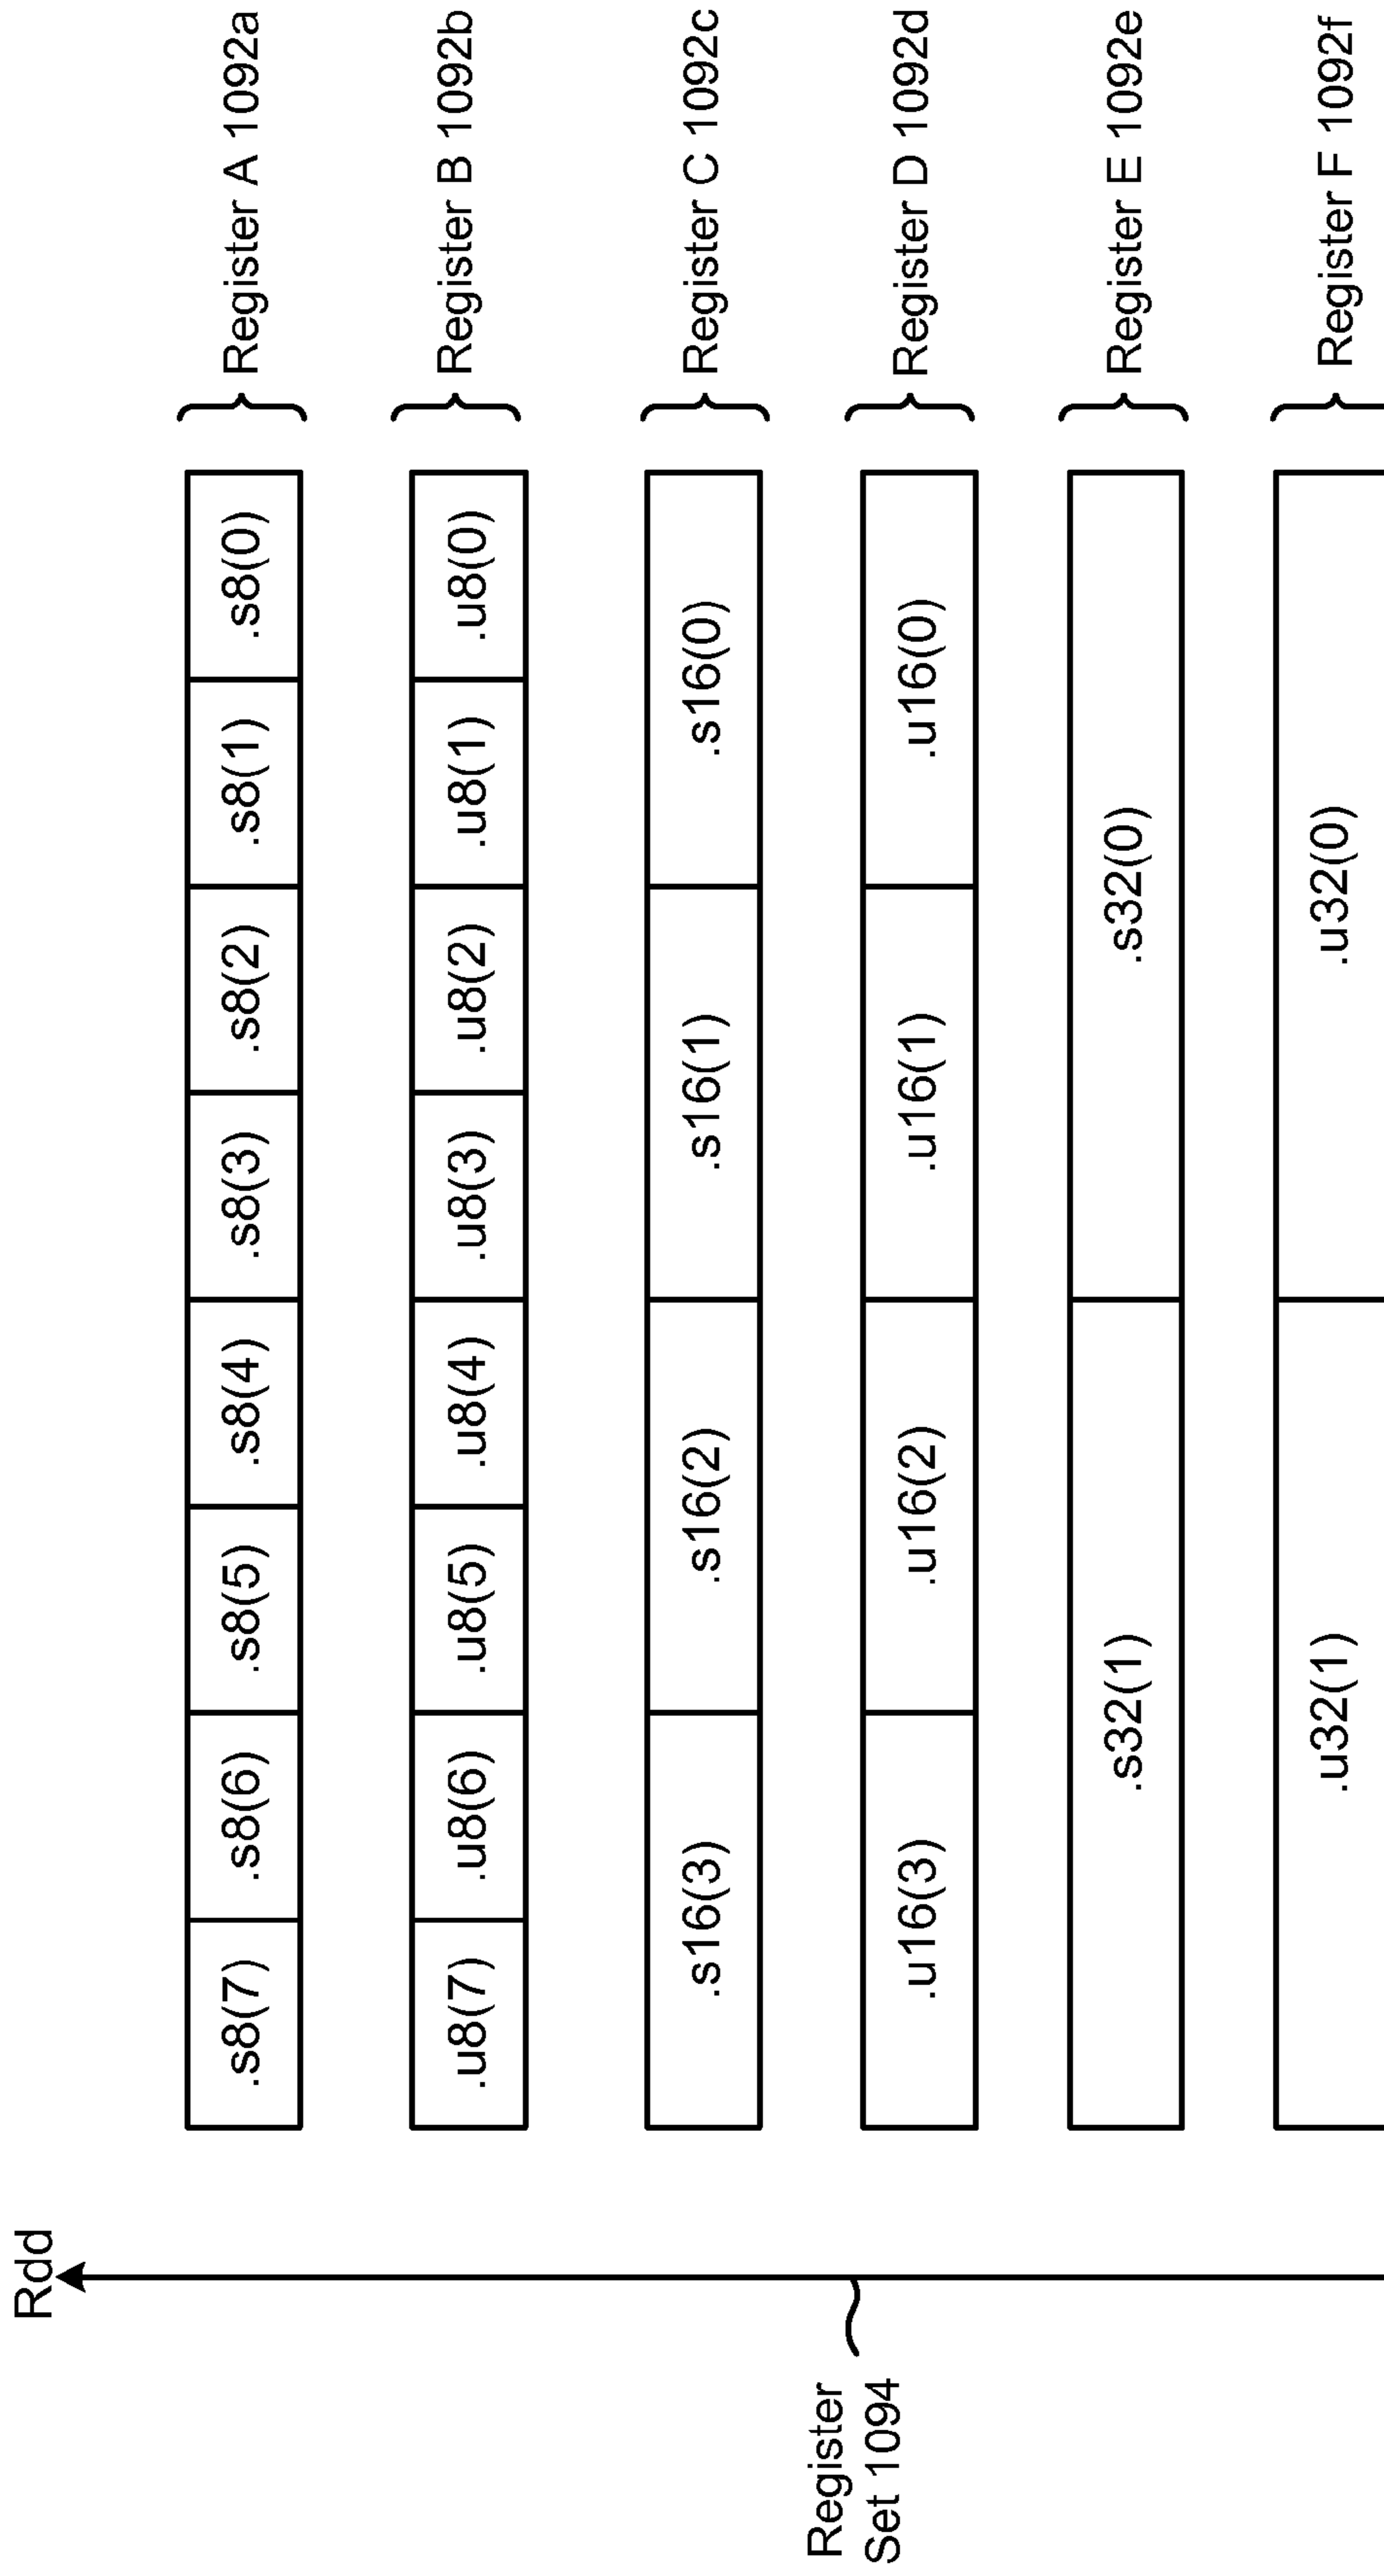 Rdd
.s8(7) .s8(6) .s8(5) .s8(4) .s8(3) .s8(2) .s8(1) .s8(0) Register A 1092a
.u8(7) .u8(6) .u8(5) .u8(4) .u8(3) .u8(2) .u8(1) .u8(0) Register B 1092b
.s16(3) .s16(2) .s16(1) .s16(0) Register C 1092c
Register
Set 1094
.u16(3) .u16(2) .u16(1) .u16(0) Register D 1092d
.s32(1) .s32(0) Register E 1092e
.u32(1) .u32(0) Register F 1092f